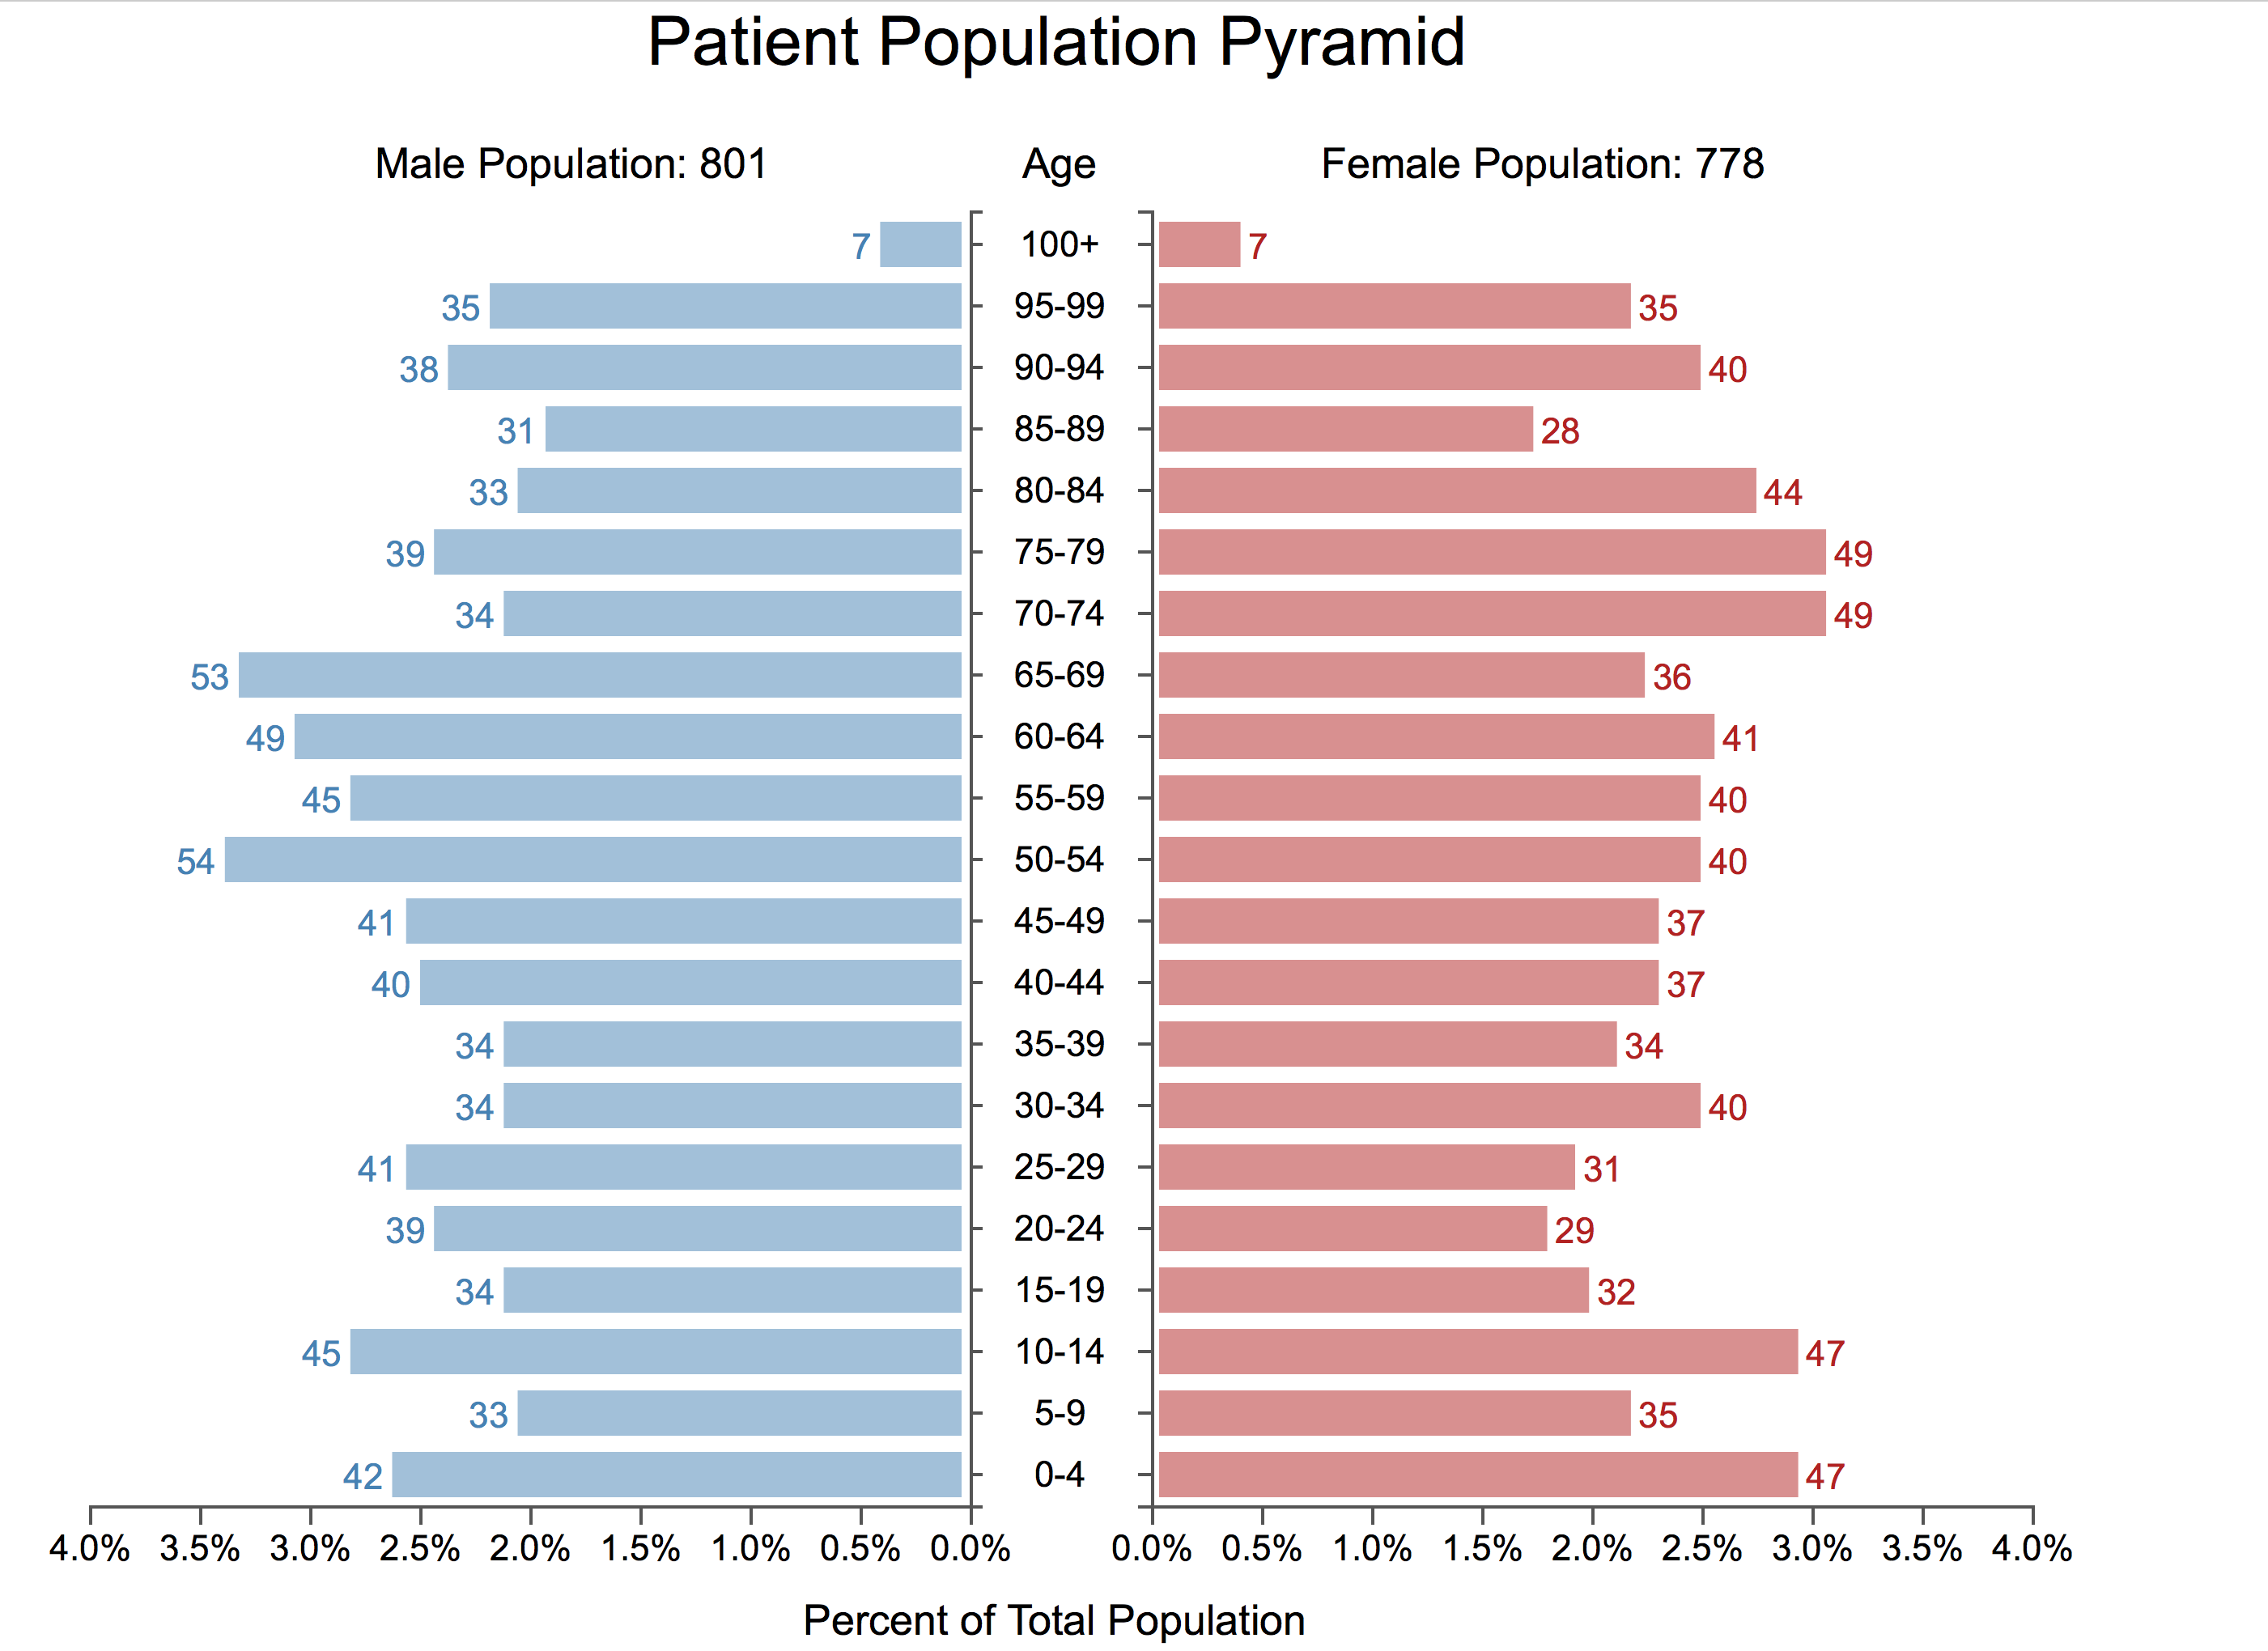 Patient Population Pyramid
Male Population: 801 Age Female Population: 778
7 100+ 7
35 95-99 35
38 90-94 40
31 85-89 28
33 80-84 44
39 75-79 49
34 70-74 49
53 65-69 36
49 60-64 41
45 55-59 40
54 50-54 40
41 45-49 37
40 40-44 37
34 35-39 34
34 30-34 40
41 25-29 31
39 20-24 29
34 15-19 32
45 10-14 47
33 5-9 35
42 0-4 47
4.0% 3.5% 3.0% 2.5% 2.0% 1.5% 1.0% 0.5% 0.0% 0.0% 0.5% 1.0% 1.5% 2.0% 2.5% 3.0% 3.5% 4.0%
Percent of Total Population